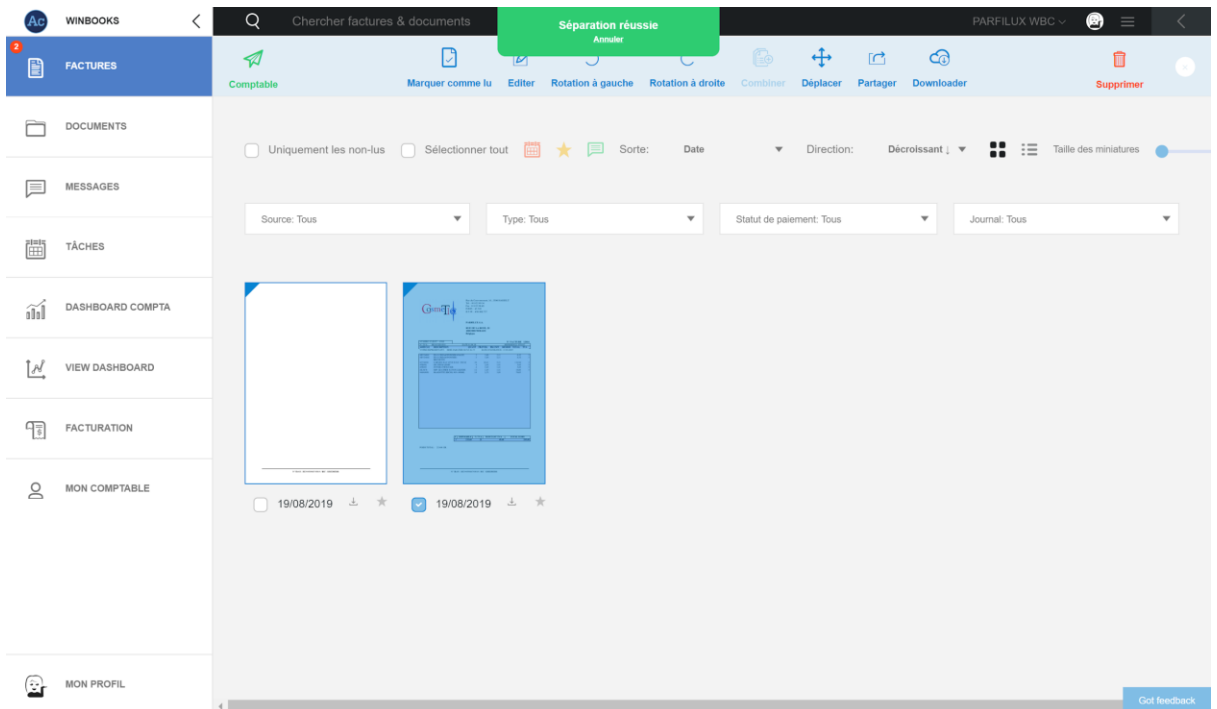 Ac WINBOOKS
Chercher factures & documents
Séparation réussie
Annuler
PARFILUX WBC
2
FACTURES
DOCUMENTS
MESSAGES
TÂCHES
DASHBOARD COMPTA
VIEW DASHBOARD
FACTURATION
MON COMPTABLE
MON PROFIL
Comptable
Marquer comme lu Editer Rotation à gauche Rotation à droite Combiner Déplacer Partager Downloader Supprimer
Uniquement les non-lus Sélectionner tout Sorte: Date Direction: Décroissant ↓ Taille des miniatures
Source: Tous Type: Tous Statut de paiement: Tous Journal: Tous
19/08/2019 19/08/2019
Got feedback